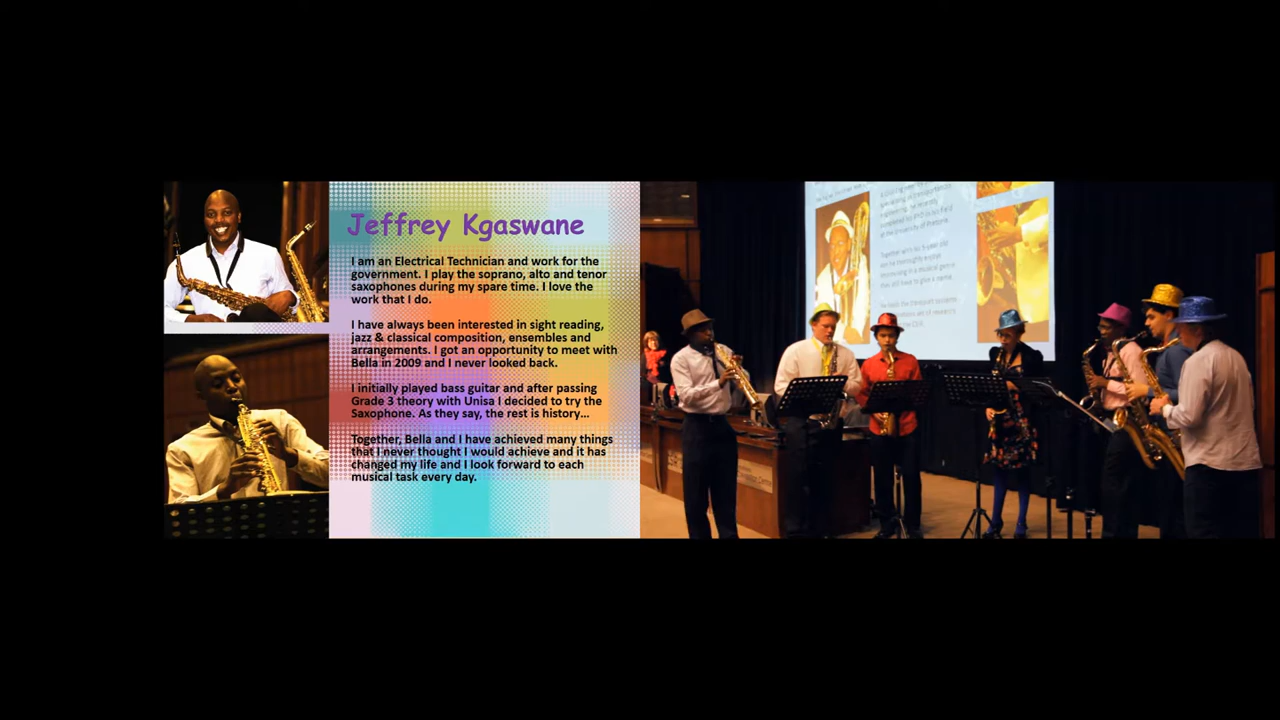 Jeffrey Kgaswane
I am an Electrical Technician and work for the
government. I play the soprano, alto and tenor
saxophones during my spare time. I love the
work that I do.
I have always been interested in sight reading,
jazz & classical composition, ensembles and
arrangements. I got an opportunity to meet with
Bella in 2009 and I never looked back.
I initially played bass guitar and after passing
Grade 3 theory with Unisa I decided to try the
Saxophone. As they say, the rest is history...
Together, Bella and I have achieved many things
that I never thought I would achieve and it has
changed my life and I look forward to each
musical task every day.
at the University of Pretoria.